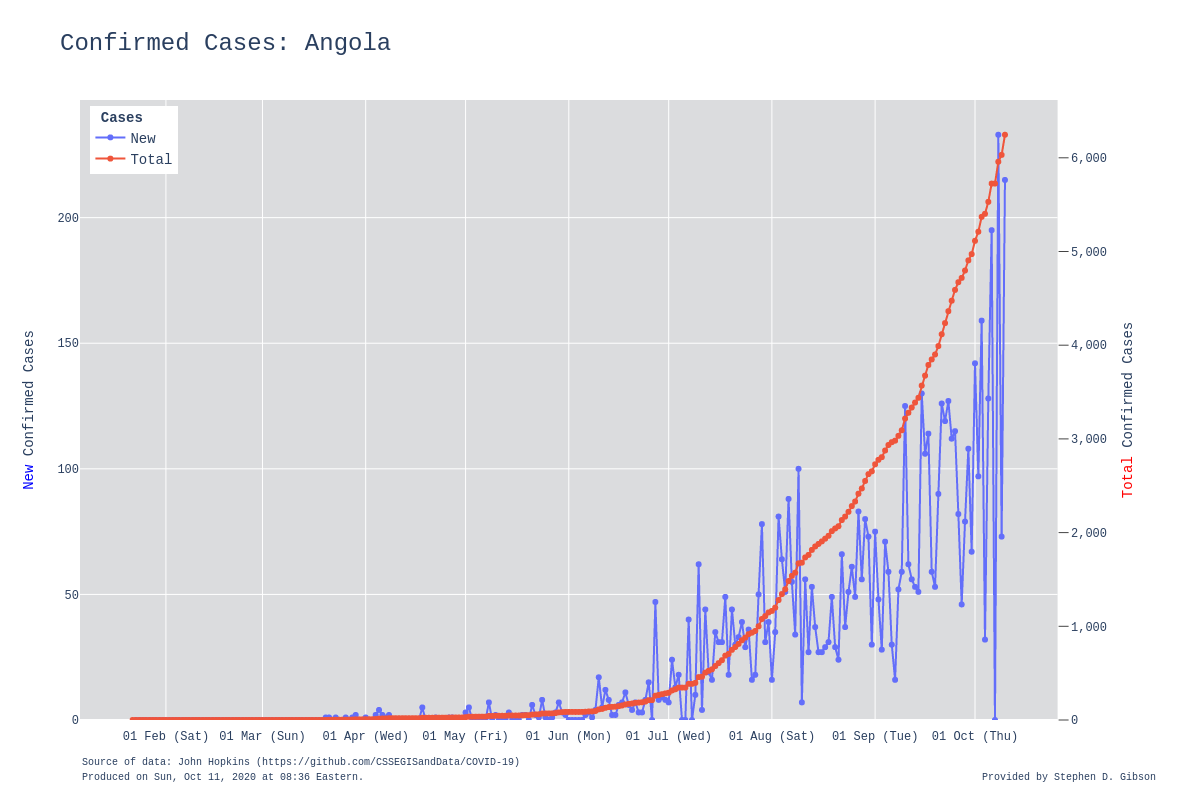 Confirmed Cases: Angola
Cases
New
Total
200
150
100
50
0
6,000
5,000
4,000
3,000
2,000
1,000
0
New Confirmed Cases
Total Confirmed Cases
01 Feb (Sat) 01 Mar (Sun) 01 Apr (Wed) 01 May (Fri) 01 Jun (Mon) 01 Jul (Wed) 01 Aug (Sat) 01 Sep (Tue) 01 Oct (Thu)
Source of data: John Hopkins (https://github.com/CSSEGISandData/COVID-19)
Produced on Sun, Oct 11, 2020 at 08:36 Eastern.
Provided by Stephen D. Gibson